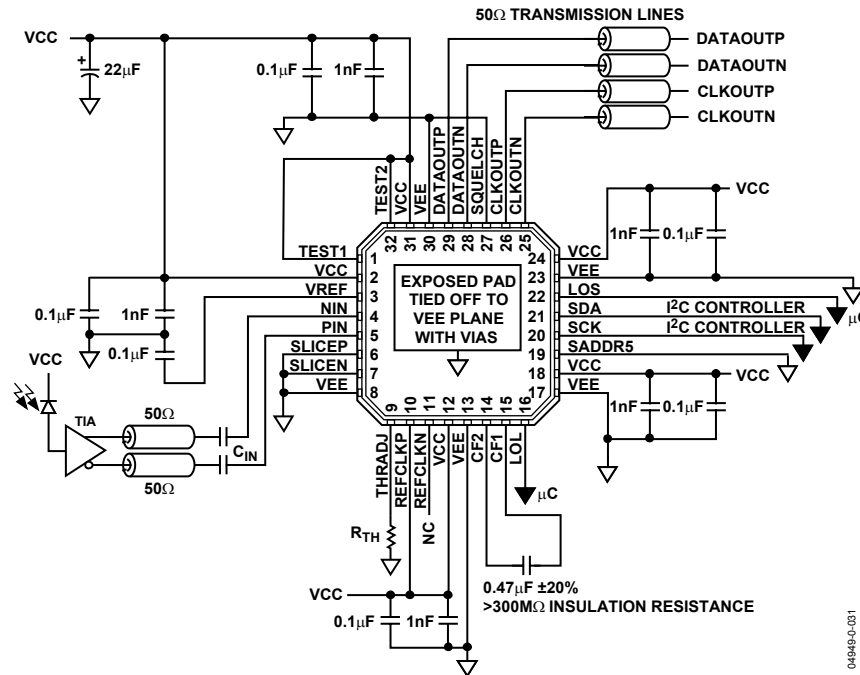 50Ω TRANSMISSION LINES
VCC
DATAOUTP
DATAOUTN
CLKOUTP
CLKOUTN
+
22µF
0.1µF
1nF
TEST2
VCC
VEE
DATAOUTP
DATAOUTN
SQUELCH
CLKOUTP
CLKOUTN
32
31
30
29
28
27
26
25
TEST1
1
VCC
2
VREF
3
NIN
4
PIN
5
SLICEP
6
SLICEN
7
VEE
8
EXPOSED PAD
TIED OFF TO
VEE PLANE
WITH VIAS
24
VCC
23
VEE
22
LOS
21
SDA
20
SCK
19
SADDR5
18
VCC
17
VEE
VCC
1nF
0.1µF
µC
I²C CONTROLLER
I²C CONTROLLER
VCC
1nF
0.1µF
0.1µF
1nF
0.1µF
VCC
TIA
50Ω
50Ω
C_IN
9
10
11
12
13
14
15
16
THRADJ
REFCLKP
REFCLKN
VCC
VEE
CF2
CF1
LOL
µC
NC
R_TH
VCC
0.1µF
1nF
0.47µF ±20%
>300MΩ INSULATION RESISTANCE
04949-0-031